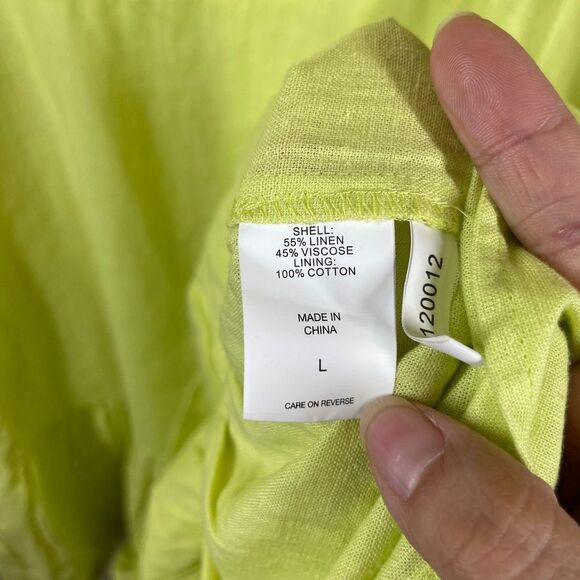 SHELL:
55% LINEN
45% VISCOSE
LINING:
100% COTTON
MADE IN
CHINA
L
CARE ON REVERSE
120012